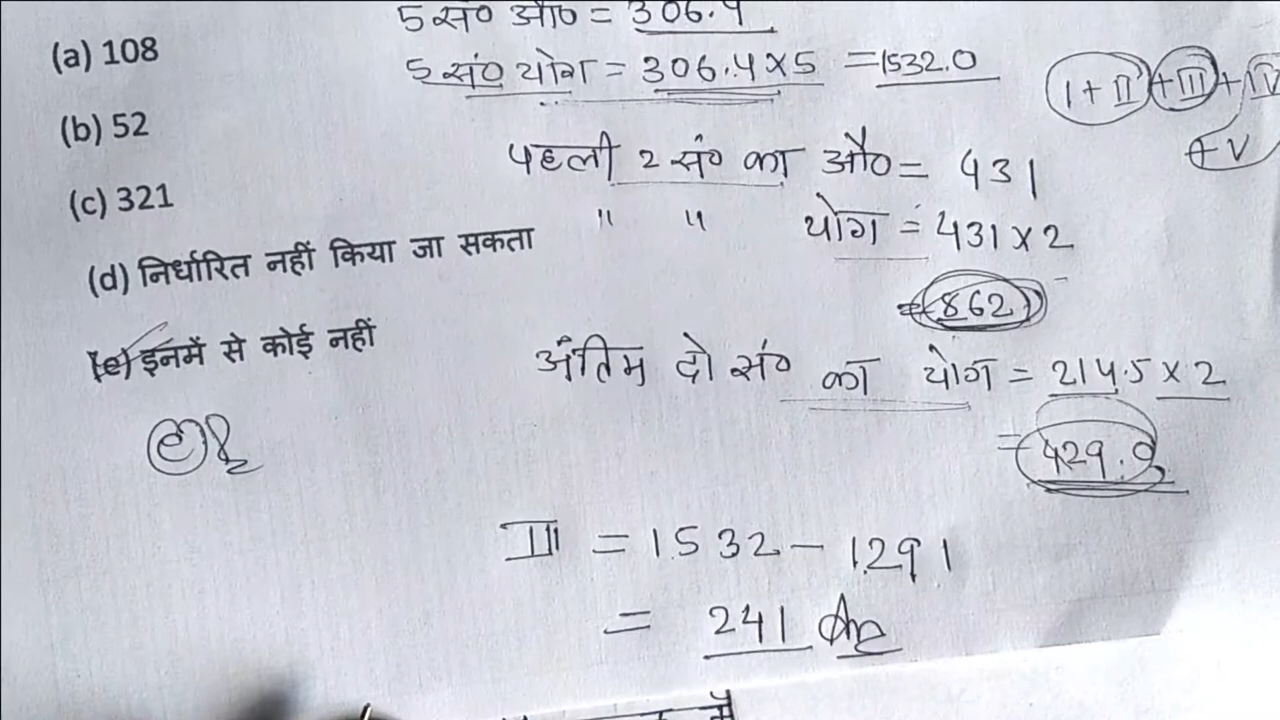 5 सं० औ० = 306.4
(a) 108
5 सं० योग = 306.4 x 5 = 1532.0
I + II + III + IV
+ V
(b) 52
पहली 2 सं० का औ० = 431
(c) 321
" " योग = 431 x 2
(d) निर्धारित नहीं किया जा सकता
= 862
(e) इनमें से कोई नहीं
अंतिम दो सं० का योग = 214.5 x 2
= 429.0
III = 1532 - 1291
= 241 Ans
में